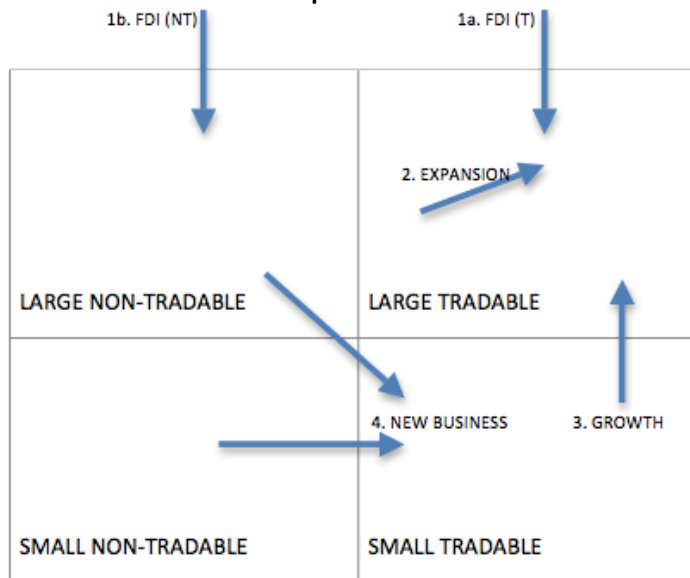 1b. FDI (NT)
1a. FDI (T)
2. EXPANSION
LARGE NON-TRADABLE
LARGE TRADABLE
4. NEW BUSINESS
3. GROWTH
SMALL NON-TRADABLE
SMALL TRADABLE